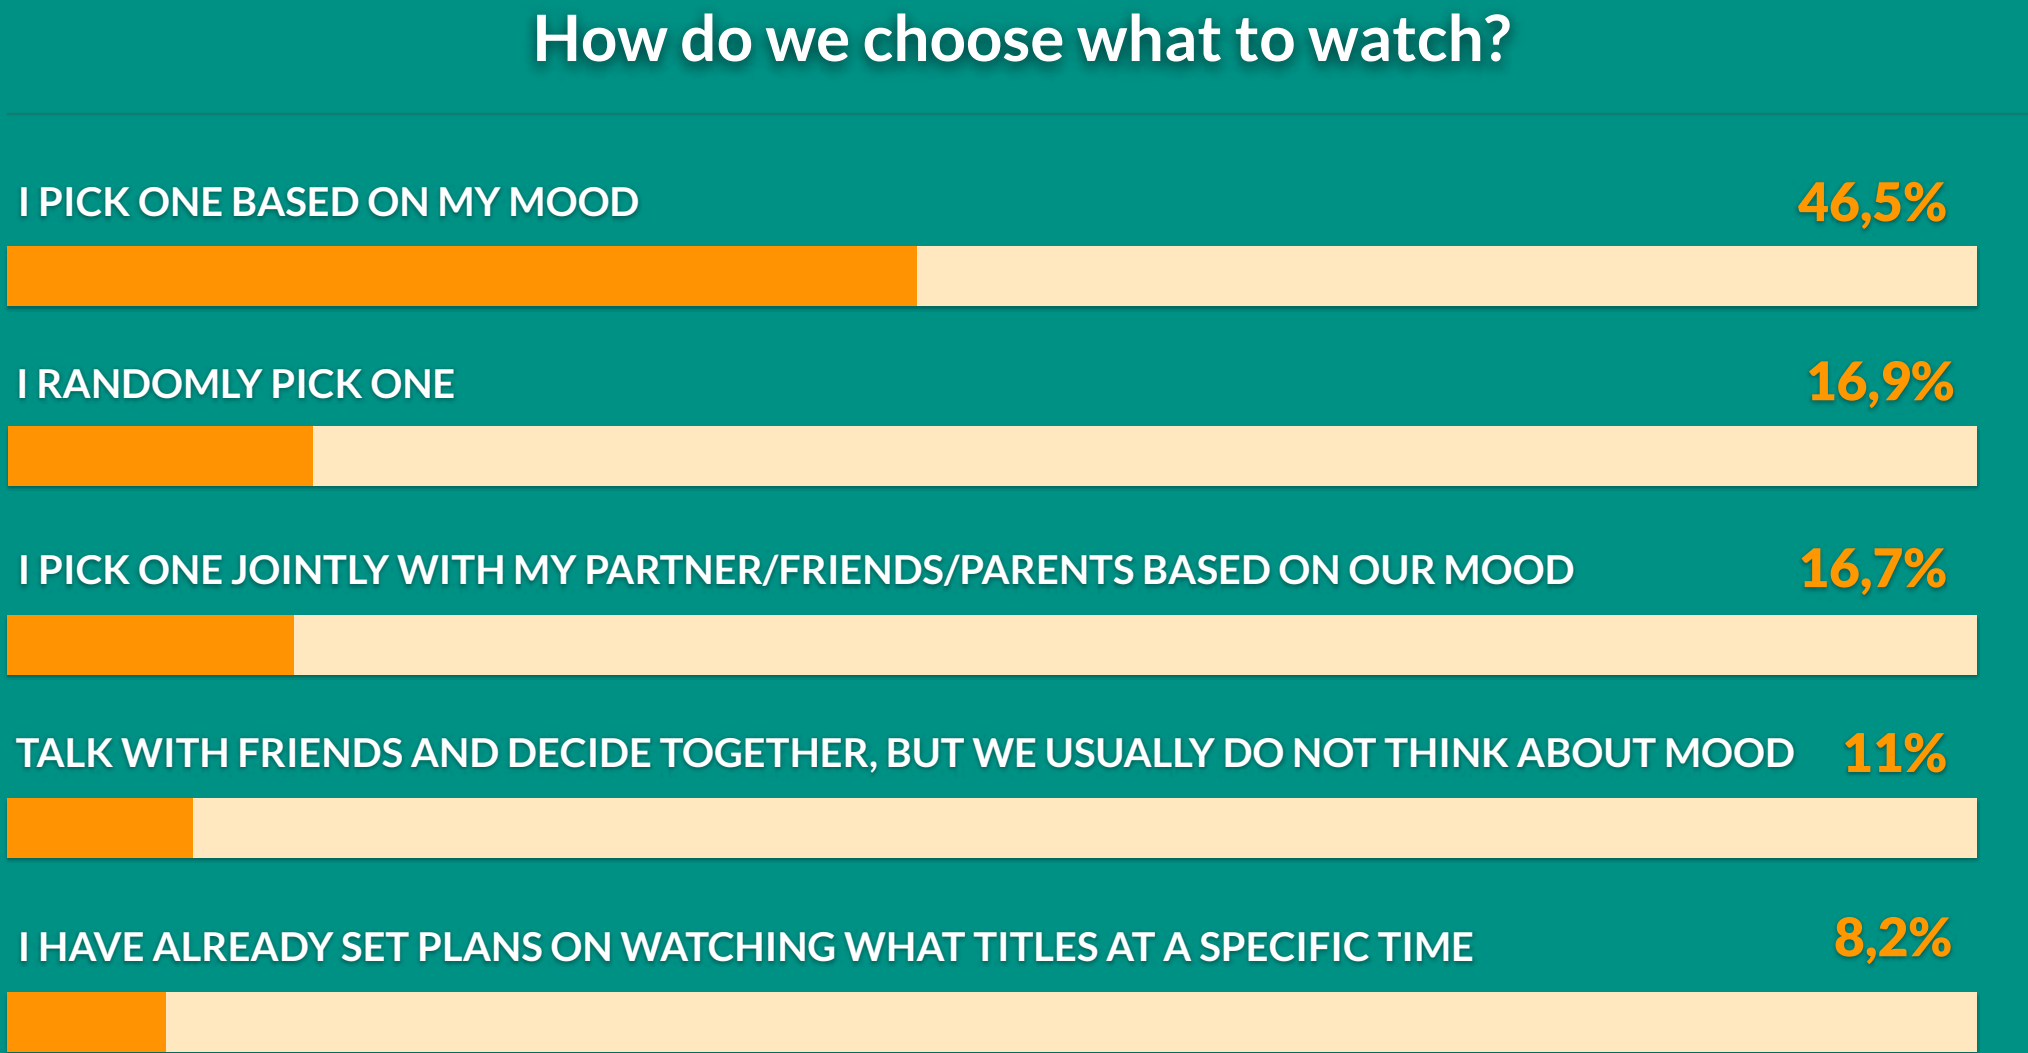 How do we choose what to watch?
I PICK ONE BASED ON MY MOOD
46,5%
I RANDOMLY PICK ONE
16,9%
I PICK ONE JOINTLY WITH MY PARTNER/FRIENDS/PARENTS BASED ON OUR MOOD
16,7%
TALK WITH FRIENDS AND DECIDE TOGETHER, BUT WE USUALLY DO NOT THINK ABOUT MOOD
11%
I HAVE ALREADY SET PLANS ON WATCHING WHAT TITLES AT A SPECIFIC TIME
8,2%